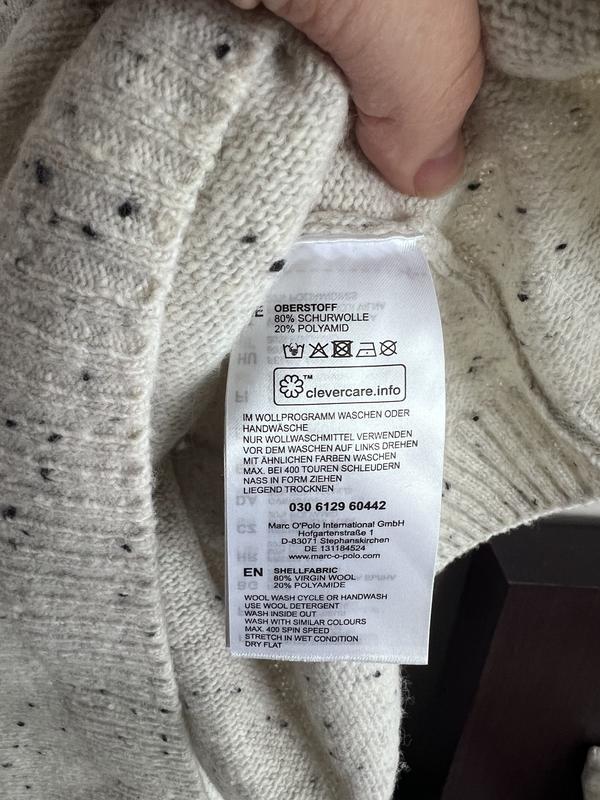 OBERSTOFF
80% SCHURWOLLE
20% POLYAMID
™
clevercare.info
IM WOLLPROGRAMM WASCHEN ODER
HANDWÄSCHE
NUR WOLLWASCHMITTEL VERWENDEN
VOR DEM WASCHEN AUF LINKS DREHEN
MIT ÄHNLICHEN FARBEN WASCHEN
MAX. BEI 400 TOUREN SCHLEUDERN
NASS IN FORM ZIEHEN
LIEGEND TROCKNEN
030 6129 60442
Marc O'Polo International GmbH
Hofgartenstraße 1
D-83071 Stephanskirchen
DE 131184524
www.marc-o-polo.com
EN SHELLFABRIC
80% VIRGIN WOOL
20% POLYAMIDE
WOOL WASH CYCLE OR HANDWASH
USE WOOL DETERGENT
WASH INSIDE OUT
WASH WITH SIMILAR COLOURS
MAX. 400 SPIN SPEED
STRETCH IN WET CONDITION
DRY FLAT